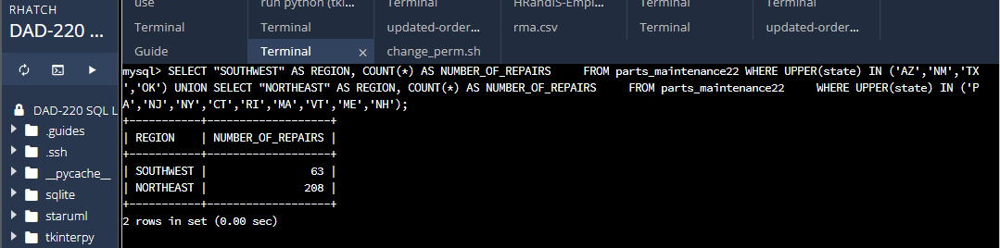 RHATCH
DAD-220 ...
use
run python (tki...
Terminal
HRandIS-Empl...
Terminal
Terminal
Terminal
Terminal
updated-order...
rma.csv
Terminal
updated-order...
Guide
Terminal ×
change_perm.sh
DAD-220 SQL L
.guides
.ssh
__pycache__
sqlite
staruml
tkinterpy
mysql> SELECT "SOUTHWEST" AS REGION, COUNT(*) AS NUMBER_OF_REPAIRS     FROM parts_maintenance22 WHERE UPPER(state) IN ('AZ','NM','TX
','OK') UNION SELECT "NORTHEAST" AS REGION, COUNT(*) AS NUMBER_OF_REPAIRS     FROM parts_maintenance22     WHERE UPPER(state) IN ('P
A','NJ','NY','CT','RI','MA','VT','ME','NH');
+-----------+-------------------+
| REGION    | NUMBER_OF_REPAIRS |
+-----------+-------------------+
| SOUTHWEST |                63 |
| NORTHEAST |               208 |
+-----------+-------------------+
2 rows in set (0.00 sec)